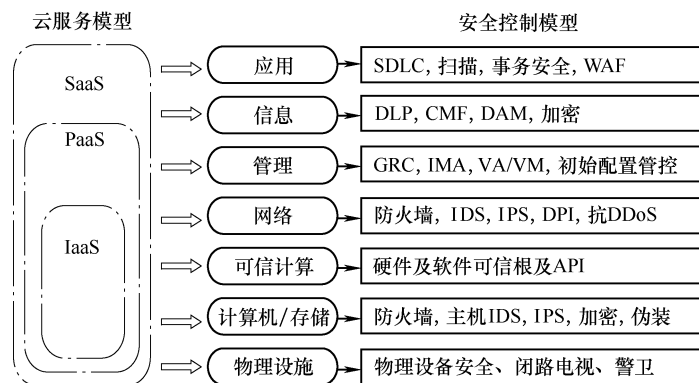 云服务模型
安全控制模型
SaaS
PaaS
IaaS
应用
SDLC, 扫描, 事务安全, WAF
信息
DLP, CMF, DAM, 加密
管理
GRC, IMA, VA/VM, 初始配置管控
网络
防火墙, IDS, IPS, DPI, 抗DDoS
可信计算
硬件及软件可信根及API
计算机/存储
防火墙, 主机IDS, IPS, 加密, 伪装
物理设施
物理设备安全、闭路电视、警卫